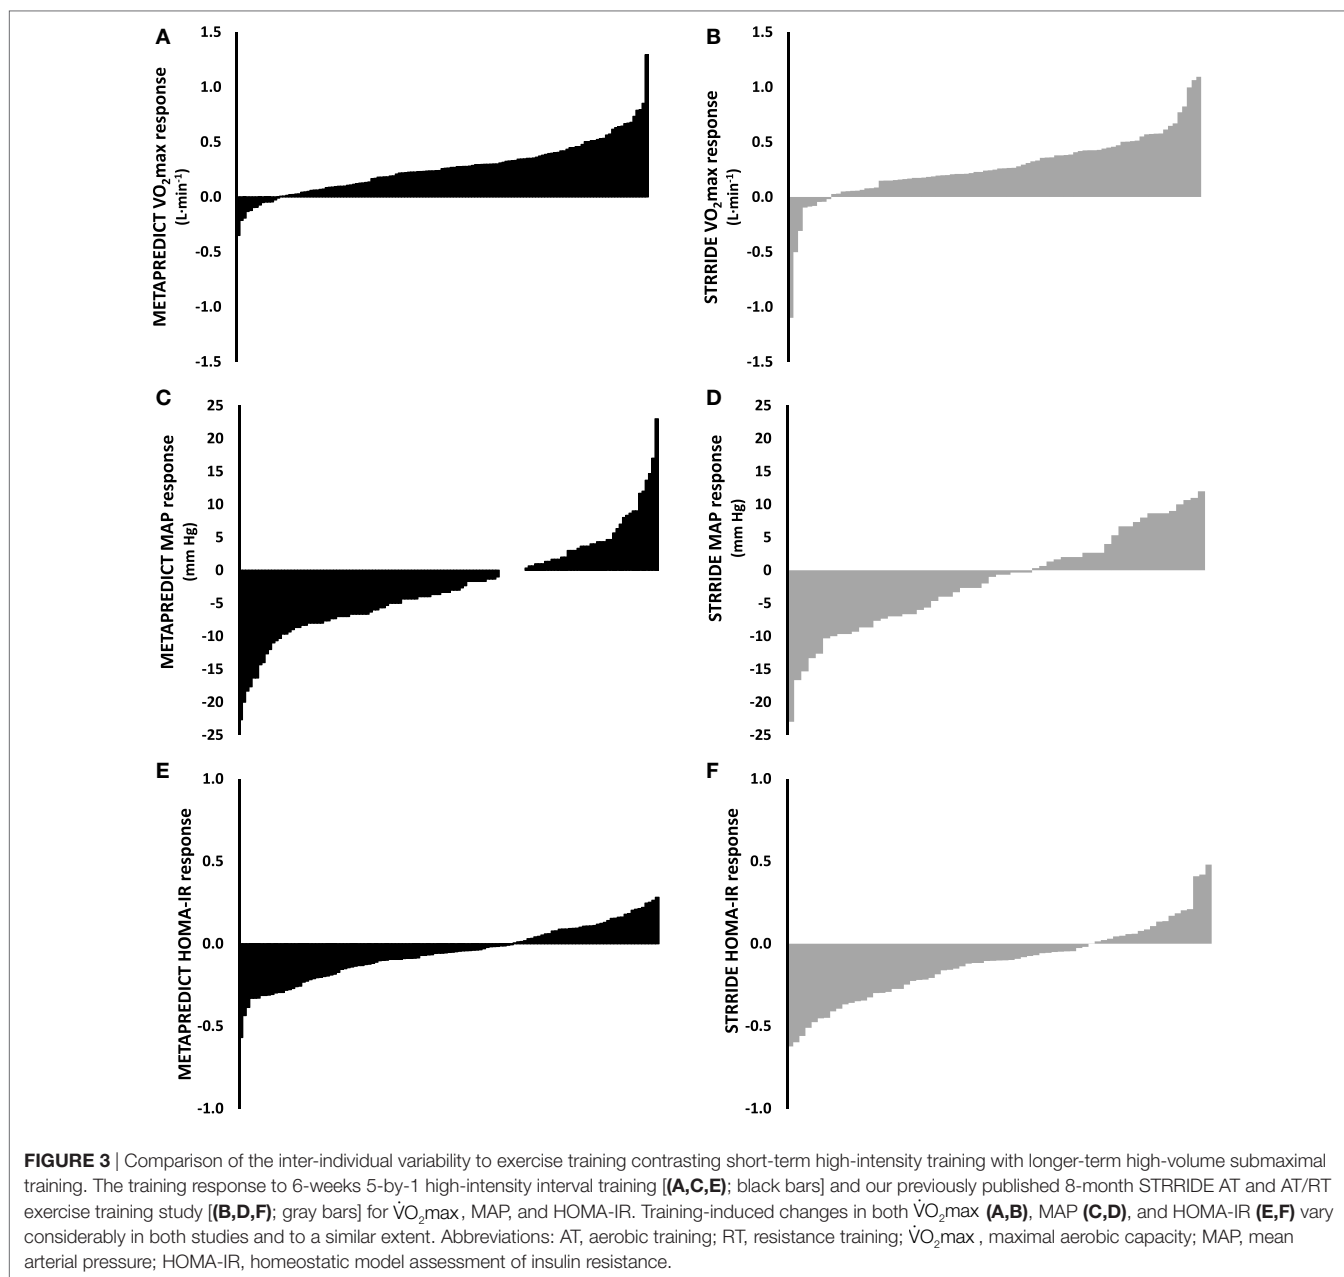 A
METAPREDICT VO₂max response
(L·min⁻¹)
1.5
1.0
0.5
0.0
-0.5
-1.0
-1.5
B
STRRIDE VO₂max response
(L·min⁻¹)
1.5
1.0
0.5
0.0
-0.5
-1.0
-1.5
C
METAPREDICT MAP response
(mm Hg)
25
20
15
10
5
0
-5
-10
-15
-20
-25
D
STRRIDE MAP response
(mm Hg)
25
20
15
10
5
0
-5
-10
-15
-20
-25
E
METAPREDICT HOMA-IR response
1.0
0.5
0.0
-0.5
-1.0
F
STRRIDE HOMA-IR response
1.0
0.5
0.0
-0.5
-1.0
FIGURE 3 | Comparison of the inter-individual variability to exercise training contrasting short-term high-intensity training with longer-term high-volume submaximal
training. The training response to 6-weeks 5-by-1 high-intensity interval training [(A,C,E); black bars] and our previously published 8-month STRRIDE AT and AT/RT
exercise training study [(B,D,F); gray bars] for V̇O₂max, MAP, and HOMA-IR. Training-induced changes in both V̇O₂max (A,B), MAP (C,D), and HOMA-IR (E,F) vary
considerably in both studies and to a similar extent. Abbreviations: AT, aerobic training; RT, resistance training; V̇O₂max, maximal aerobic capacity; MAP, mean
arterial pressure; HOMA-IR, homeostatic model assessment of insulin resistance.